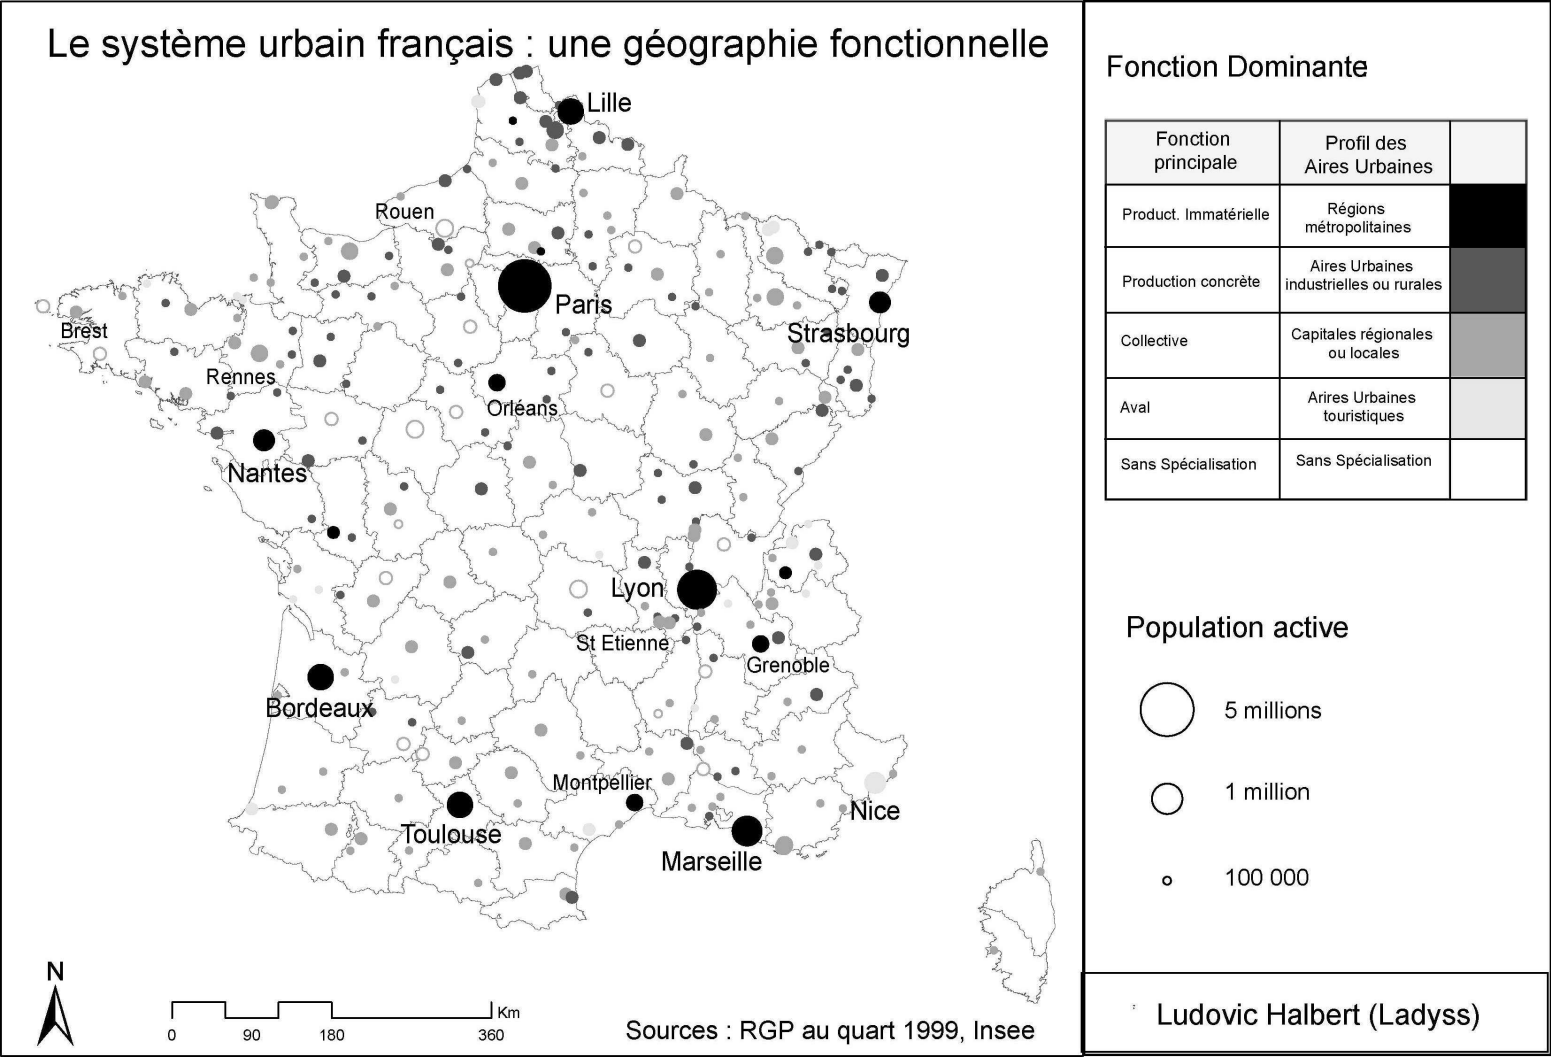 Le système urbain français : une géographie fonctionnelle
Lille
Rouen
Paris
Brest
Strasbourg
Rennes
Orléans
Nantes
Lyon
St Etienne
Grenoble
Bordeaux
Montpellier
Nice
Toulouse
Marseille
N
Km
0 90 180 360
Sources : RGP au quart 1999, Insee
Fonction Dominante
Fonction
principale
Profil des
Aires Urbaines
Product. Immatérielle
Régions
métropolitaines
Production concrète
Aires Urbaines
industrielles ou rurales
Collective
Capitales régionales
ou locales
Aval
Arires Urbaines
touristiques
Sans Spécialisation
Sans Spécialisation
Population active
5 millions
1 million
100 000
Ludovic Halbert (Ladyss)